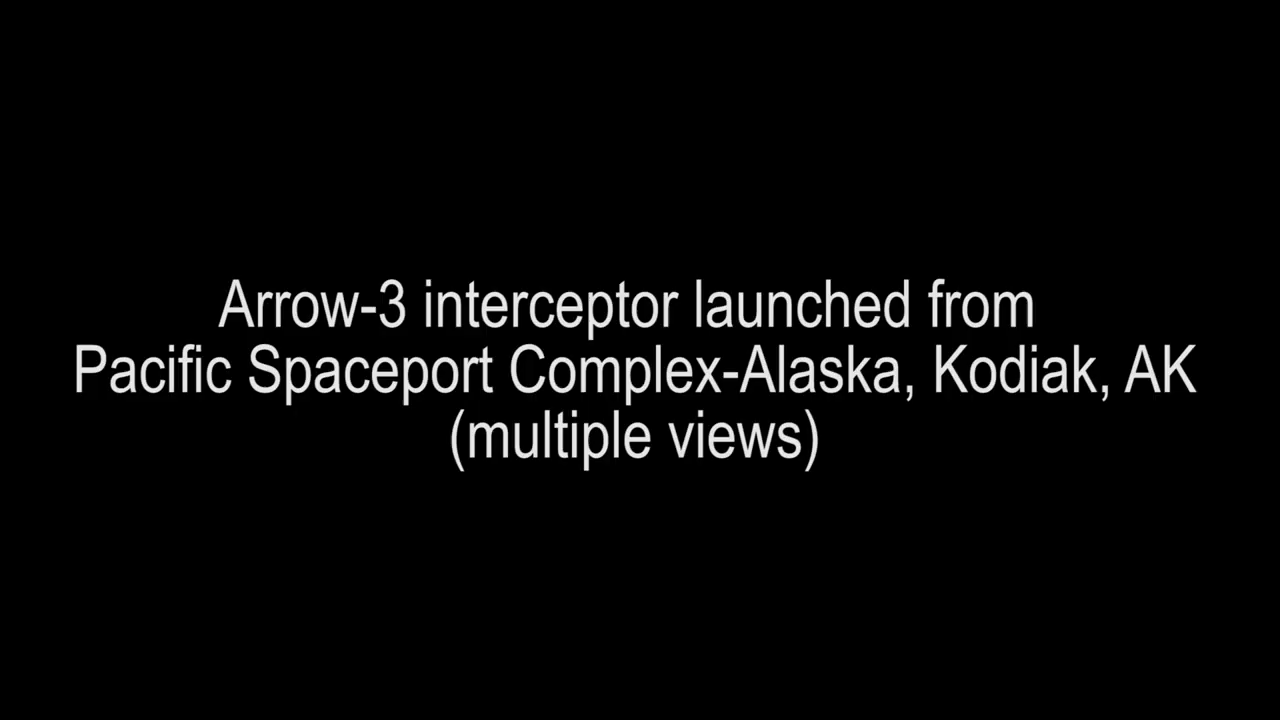 Arrow-3 interceptor launched from
Pacific Spaceport Complex-Alaska, Kodiak, AK
(multiple views)